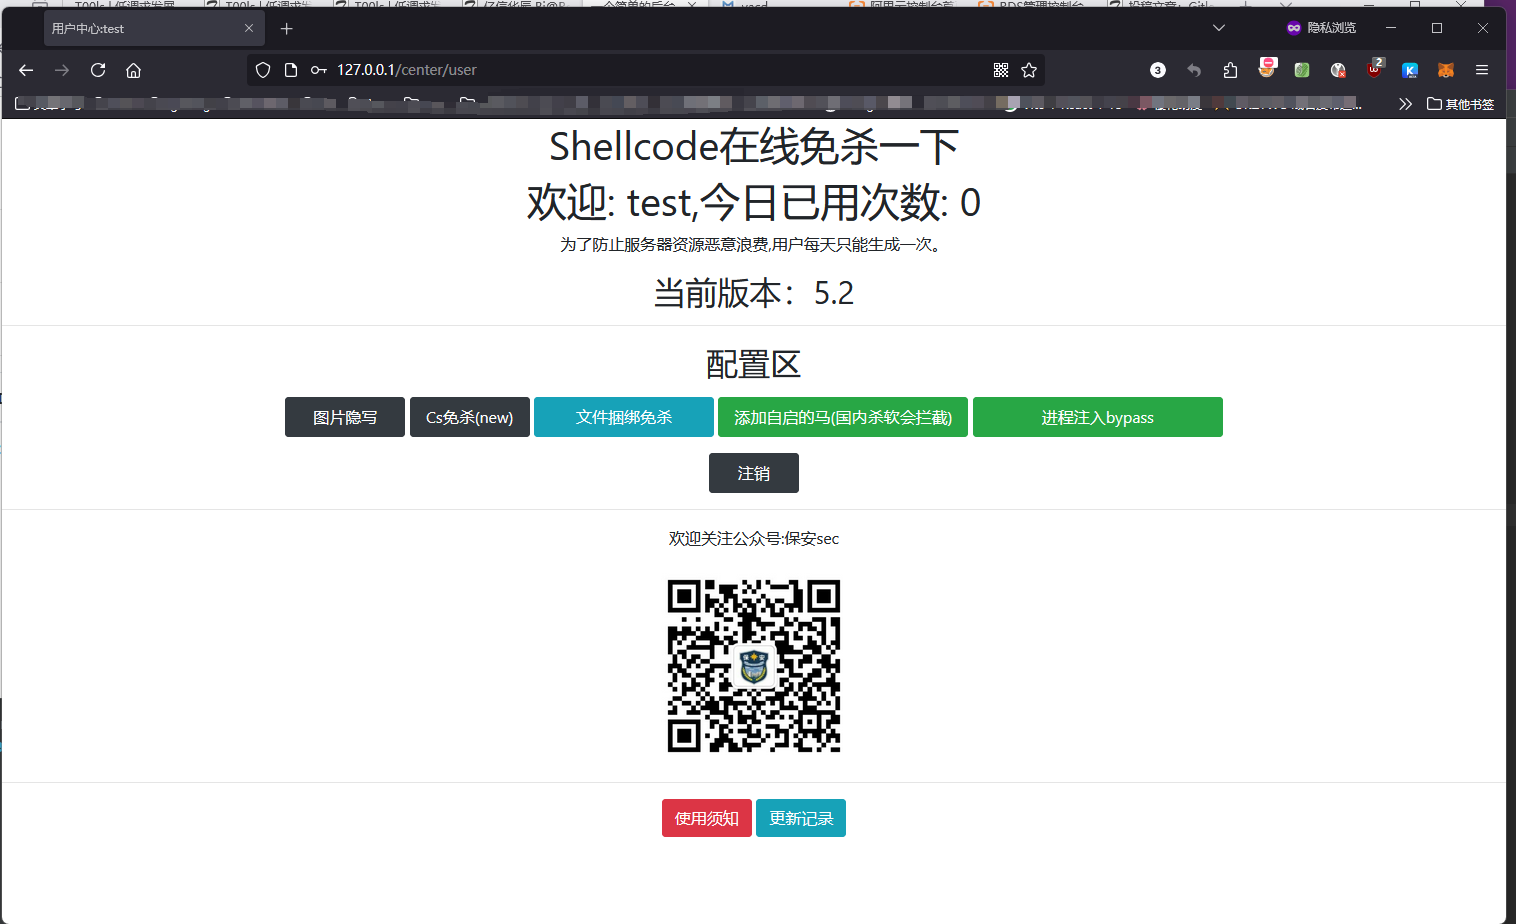 用户中心:test
隐私浏览
127.0.0.1/center/user
3
2
其他书签
Shellcode在线免杀一下
欢迎: test,今日已用次数: 0
为了防止服务器资源恶意浪费,用户每天只能生成一次。
当前版本：5.2
配置区
图片隐写
Cs免杀(new)
文件捆绑免杀
添加自启的马(国内杀软会拦截)
进程注入bypass
注销
欢迎关注公众号:保安sec
使用须知
更新记录